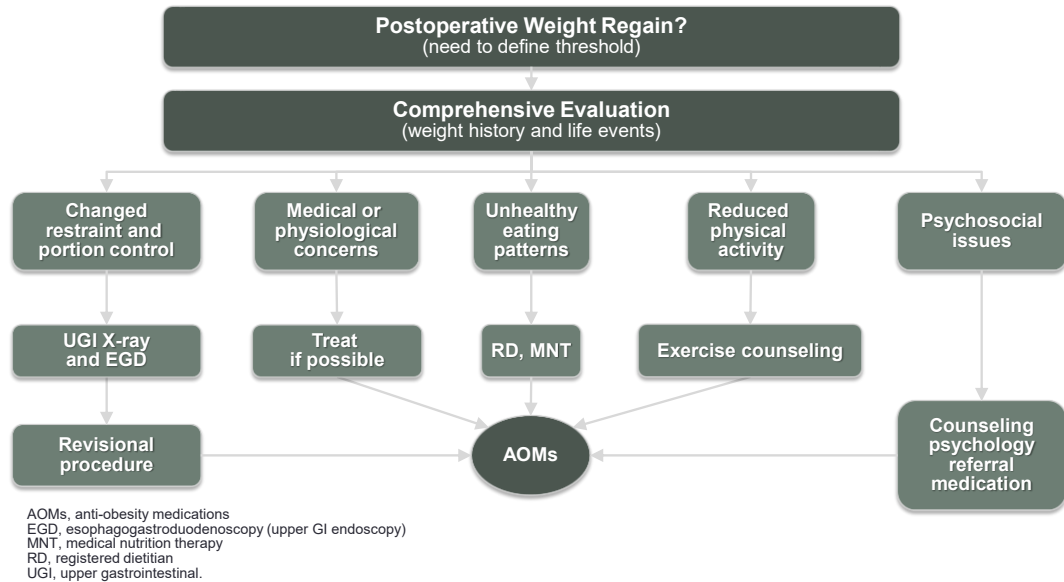 Postoperative Weight Regain?
(need to define threshold)
Comprehensive Evaluation
(weight history and life events)
Changed
restraint and
portion control
Medical or
physiological
concerns
Unhealthy
eating
patterns
Reduced
physical
activity
Psychosocial
issues
UGI X-ray
and EGD
Treat
if possible
RD, MNT
Exercise counseling
Revisional
procedure
AOMs
Counseling
psychology
referral
medication
AOMs, anti-obesity medications
EGD, esophagogastroduodenoscopy (upper GI endoscopy)
MNT, medical nutrition therapy
RD, registered dietitian
UGI, upper gastrointestinal.